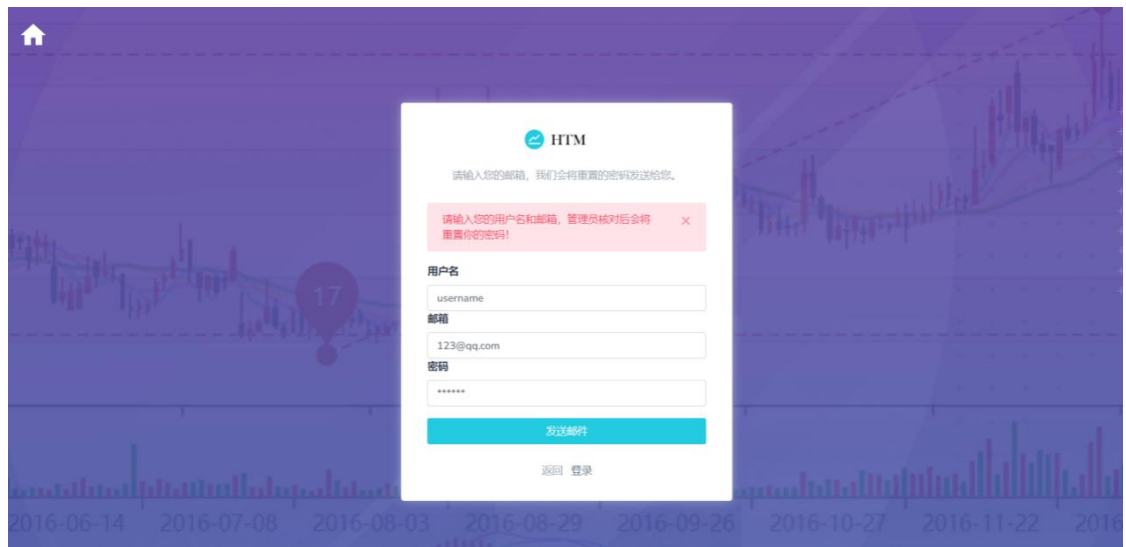 HTM
请输入您的邮箱，我们会将重置的密码发送给您。
请输入您的用户名和邮箱，管理员核对后会将
重置你的密码！
×
用户名
username
邮箱
123@qq.com
密码
******
发送邮件
返回 登录
17
2016-06-14 2016-07-08 2016-08-03 2016-08-29 2016-09-26 2016-10-27 2016-11-22 2016